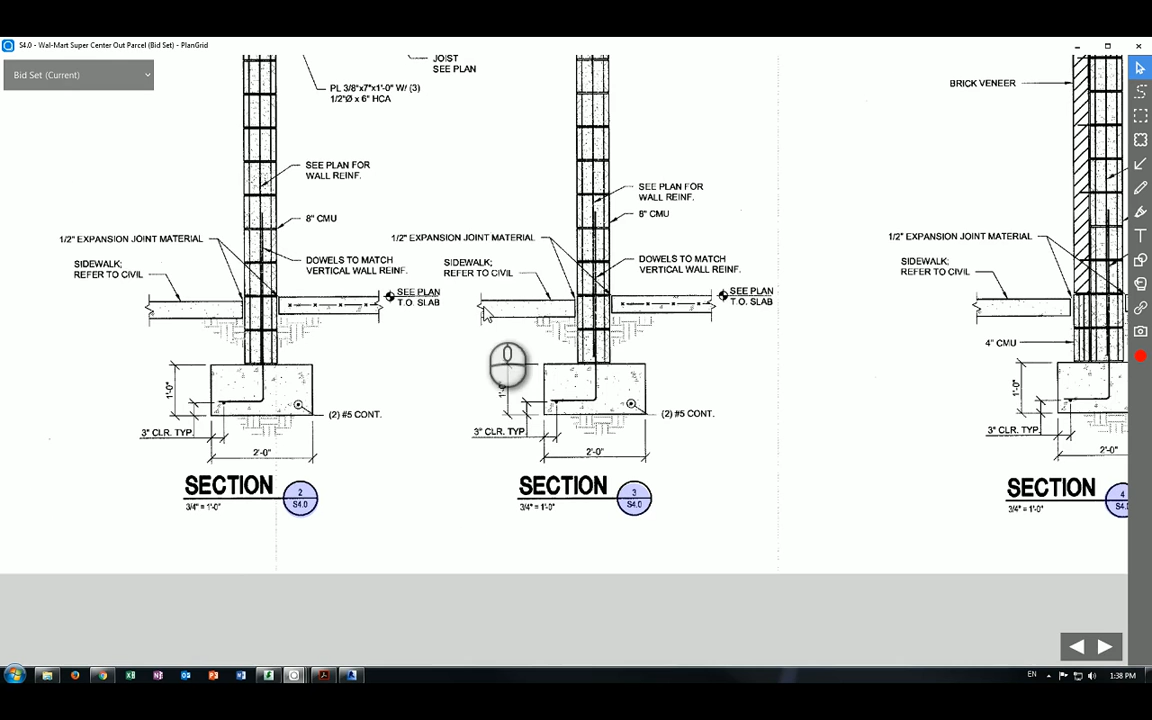 S4.0 - Wal-Mart Super Center Out Parcel (Bid Set) - PlanGrid
Bid Set (Current)
JOIST
SEE PLAN
PL 3/8"x7"x1'-0" W/ (3)
1/2"Ø x 6" HCA
SEE PLAN FOR
WALL REINF.
8" CMU
1/2" EXPANSION JOINT MATERIAL
SIDEWALK;
REFER TO CIVIL
DOWELS TO MATCH
VERTICAL WALL REINF.
SEE PLAN
T.O. SLAB
1'-0"
(2) #5 CONT.
3" CLR. TYP.
2'-0"
SECTION
3/4" = 1'-0"
2
S4.0
SEE PLAN FOR
WALL REINF.
8" CMU
1/2" EXPANSION JOINT MATERIAL
SIDEWALK;
REFER TO CIVIL
DOWELS TO MATCH
VERTICAL WALL REINF.
SEE PLAN
T.O. SLAB
(2) #5 CONT.
3" CLR. TYP.
2'-0"
SECTION
3/4" = 1'-0"
3
S4.0
BRICK VENEER
1/2" EXPANSION JOINT MATERIAL
SIDEWALK;
REFER TO CIVIL
4" CMU
1'-0"
3" CLR. TYP.
2'-0"
SECTION
3/4" = 1'-0"
4
EN
1:38 PM